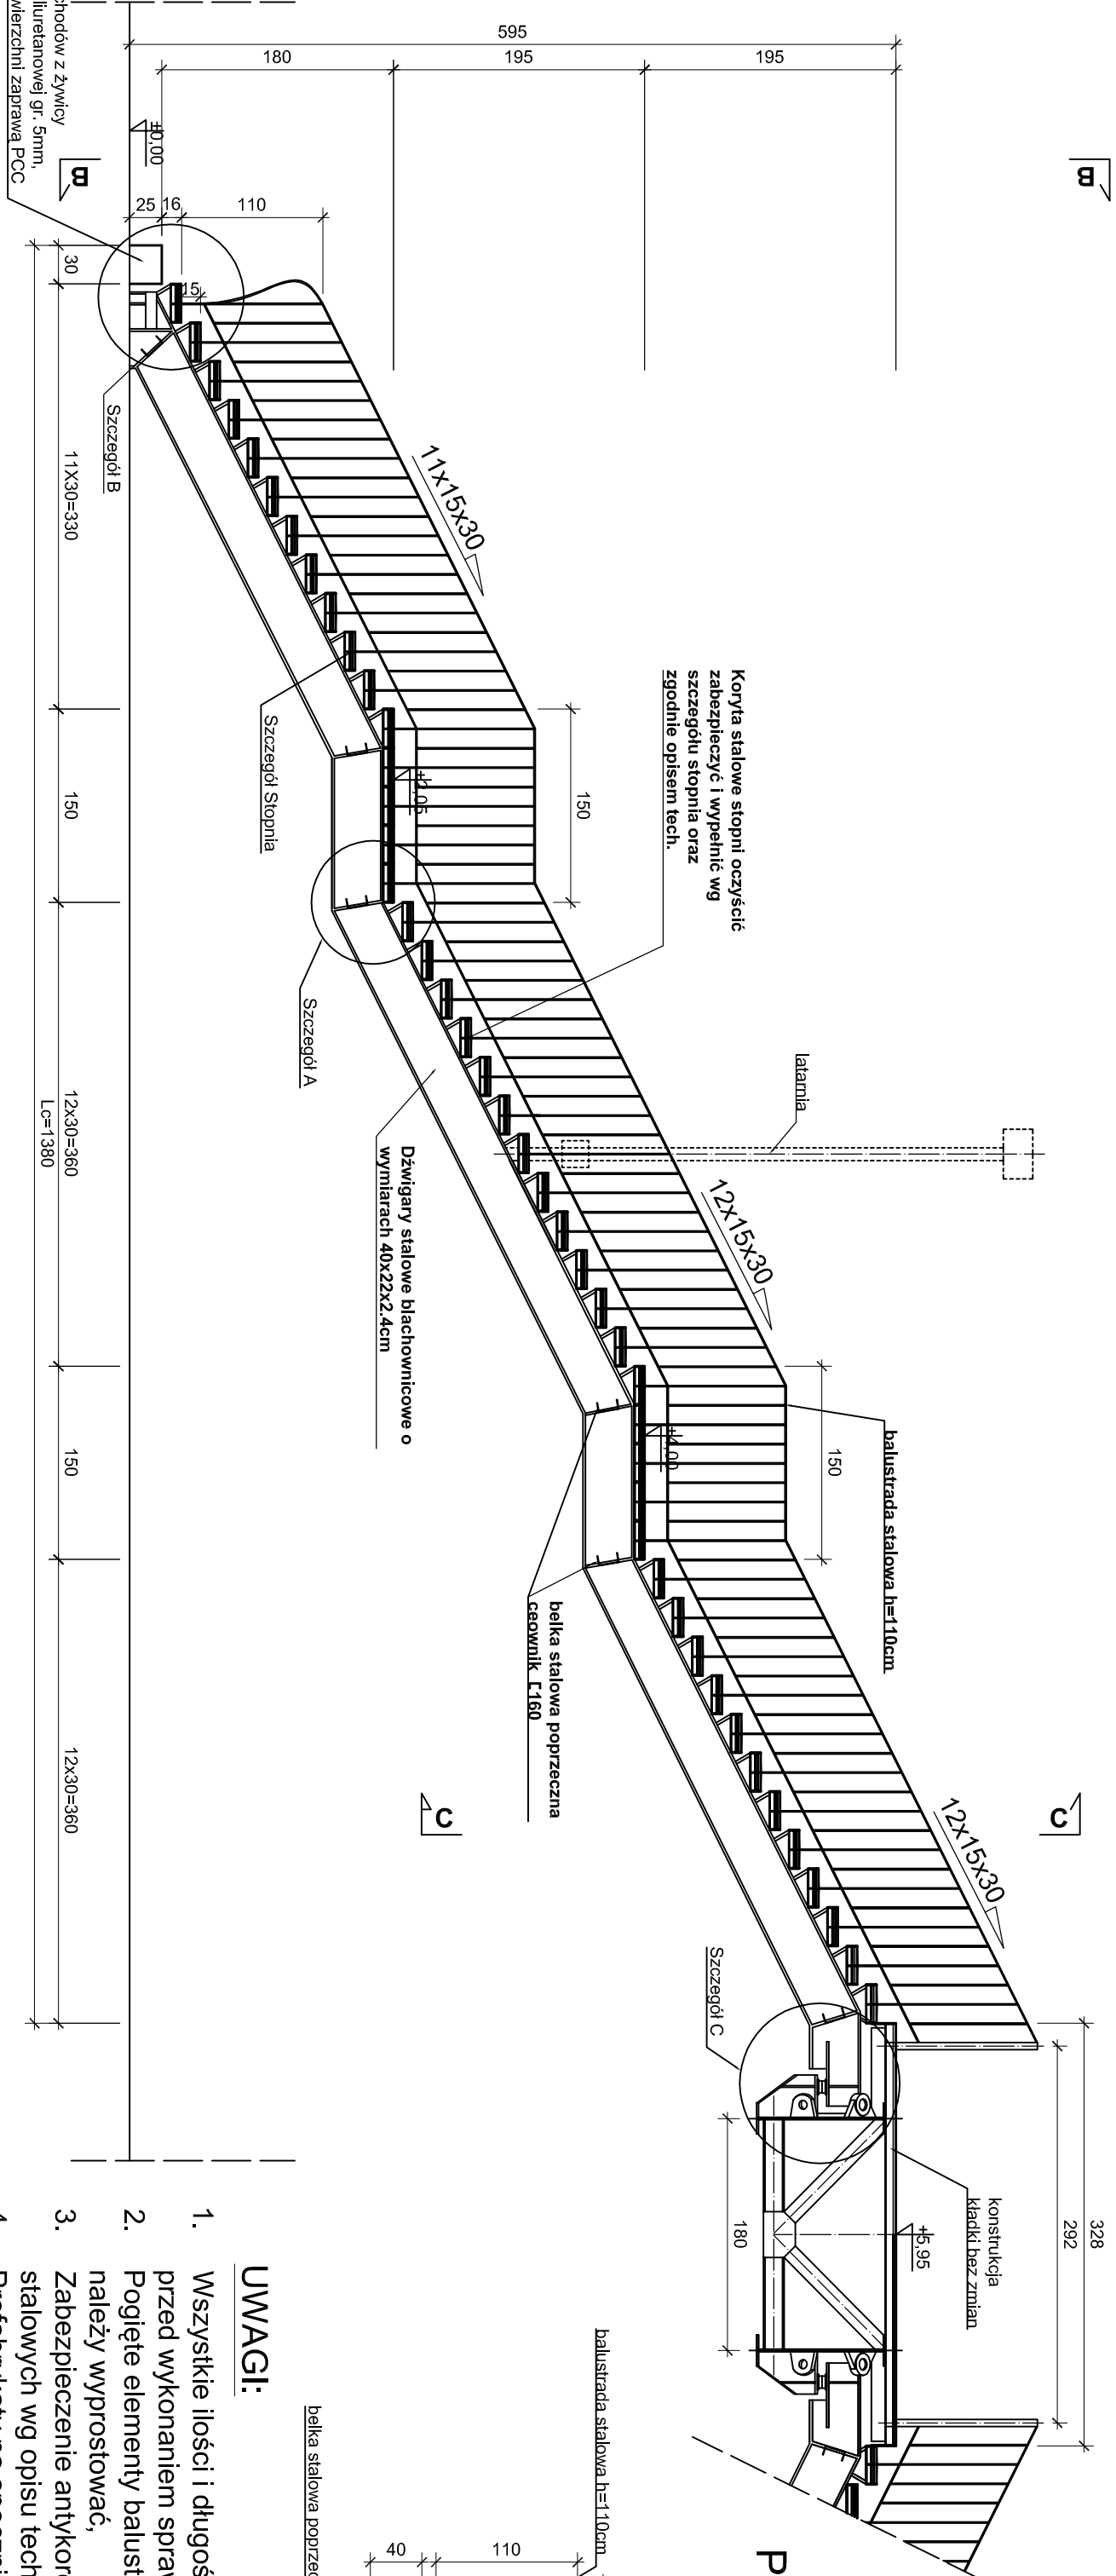 595
180
195
195
±0,00
B
B
25
16
110
15
30
11X30=330
150
12x30=360
150
12x30=360
Lc=1380
chodów z żywicy
liuretanowej gr. 5mm,
wierzchni zaprawą PCC
Szczegół B
11x15x30
Szczegół Stopnia
+2,05
150
Koryta stalowe stopni oczyścić
zabezpieczyć i wypełnić wg
szczegółu stopnia oraz
zgodnie opisem tech.
Szczegół A
latarnia
Dźwigary stalowe blachownicowe o
wymiarach 40x22x2.4cm
12x15x30
+4,00
150
balustrada stalowa h=110cm
belka stalowa poprzeczna
ceownik [160
C
C
12x15x30
Szczegół C
konstrukcja
kładki bez zmian
+5,95
328
292
180
balustrada stalowa h=110cm
40
110
P
UWAGI:
1. Wszystkie ilości i długoś
przed wykonaniem spraw
2. Pogięte elementy balust
należy wyprostować,
3. Zabezpieczenie antykor
stalowych wg opisu tech
4.